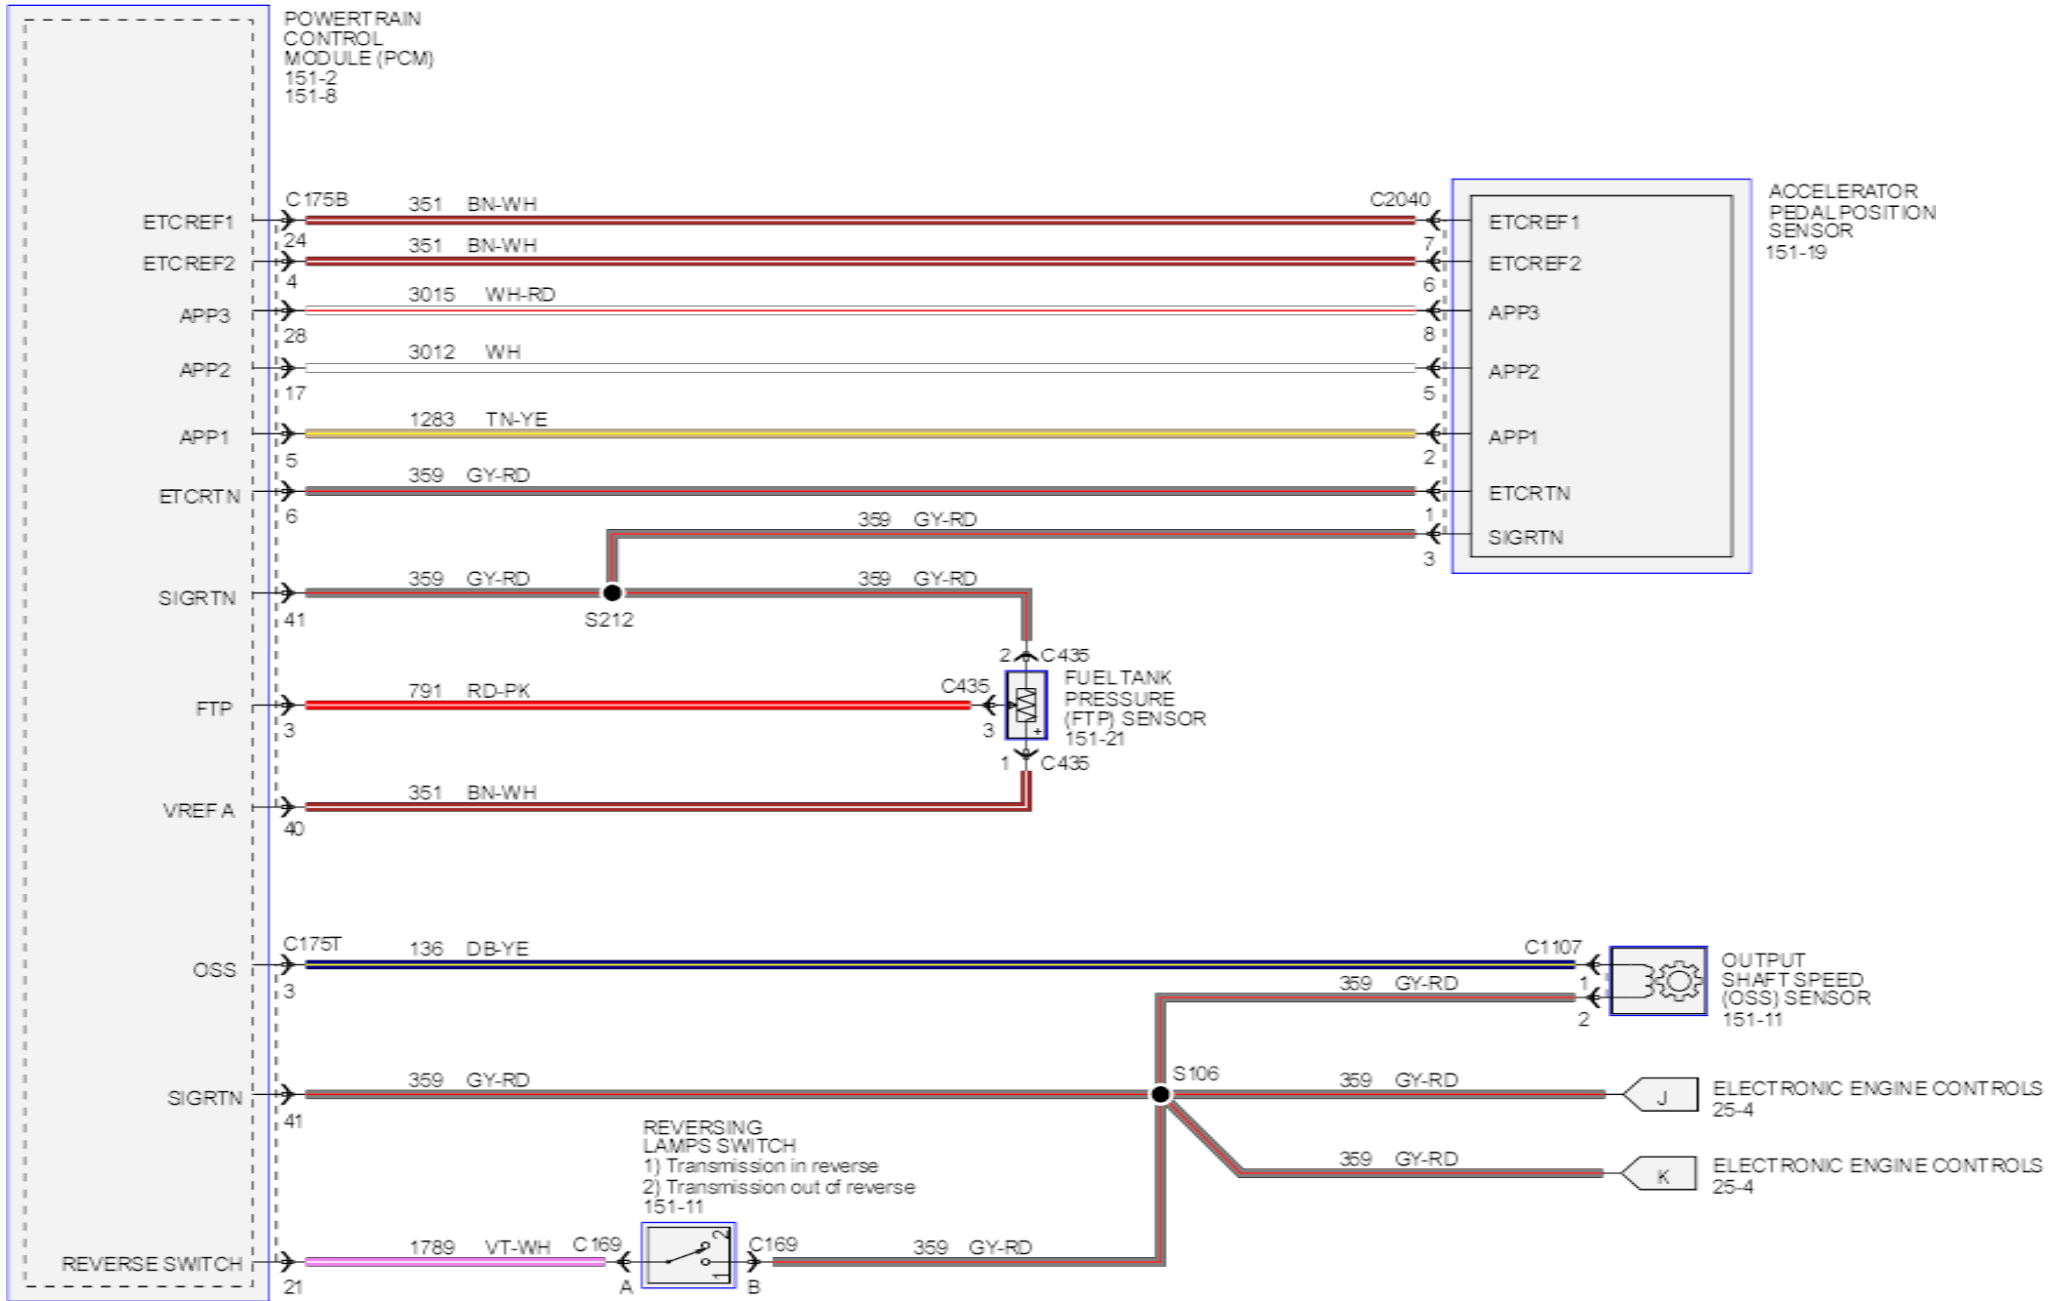 POWERTRAIN
CONTROL
MODULE (PCM)
151-2
151-8
ACCELERATOR
PEDAL POSITION
SENSOR
151-19
C175B 351 BN-WH C2040
ETCREF1 24 7 ETCREF1
351 BN-WH
ETCREF2 4 6 ETCREF2
3015 WH-RD
APP3 28 8 APP3
3012 WH
APP2 17 5 APP2
1283 TN-YE
APP1 5 2 APP1
359 GY-RD
ETCRTN 6 1 ETCRTN
359 GY-RD
3 SIGRTN
359 GY-RD 359 GY-RD
SIGRTN 41 S212
2 C435
FUEL TANK
PRESSURE
(FTP) SENSOR
151-21
791 RD-PK C435
FTP 3 3
+
1 C435
351 BN-WH
VREF A 40
C175T 136 DB-YE C1107
OSS 3 1
359 GY-RD
2
OUTPUT
SHAFT SPEED
(OSS) SENSOR
151-11
359 GY-RD S106 359 GY-RD
SIGRTN 41 J
ELECTRONIC ENGINE CONTROLS
25-4
359 GY-RD
K
ELECTRONIC ENGINE CONTROLS
25-4
REVERSING
LAMPS SWITCH
1) Transmission in reverse
2) Transmission out of reverse
151-11
1789 VT-WH C169 2 C169 359 GY-RD
REVERSE SWITCH 21 A 1 B